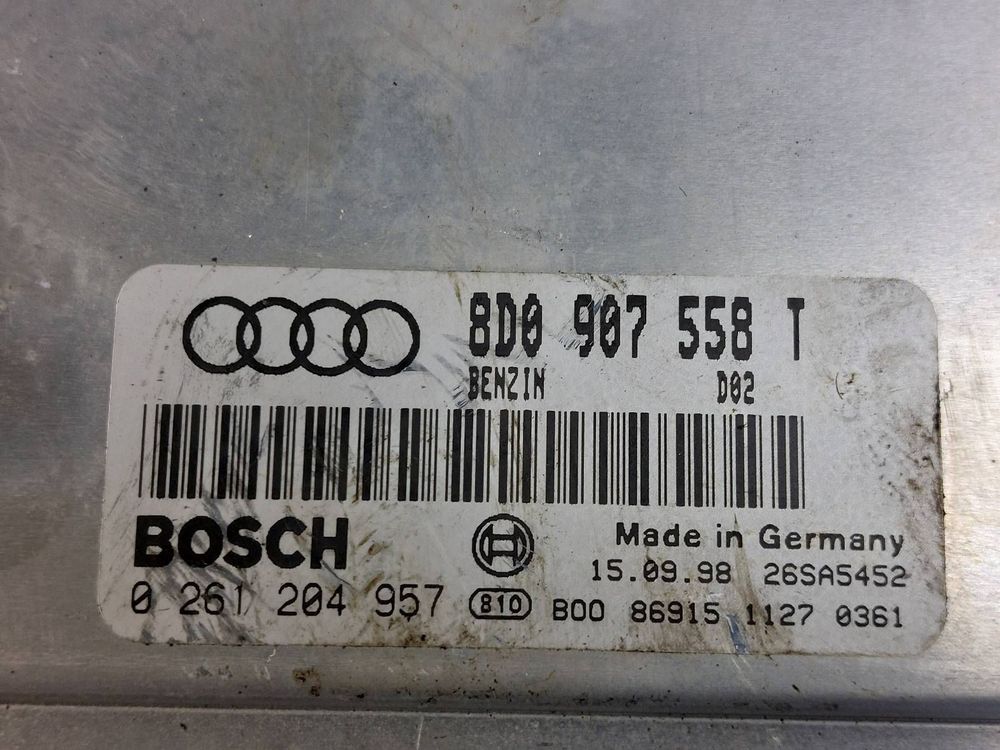 8D0 907 558 T
BENZIN D02
BOSCH
Made in Germany
15.09.98 26SA5452
0 261 204 957 810 B00 86915 1127 0361